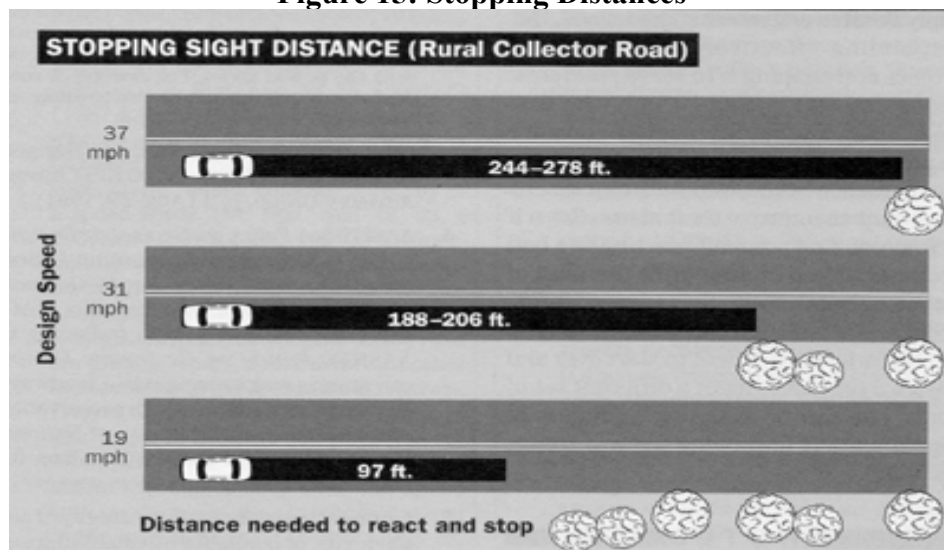 Figure 13: Stopping Distances
STOPPING SIGHT DISTANCE (Rural Collector Road)
37
mph
244–278 ft.
Design Speed
31
mph
188–206 ft.
19
mph
97 ft.
Distance needed to react and stop